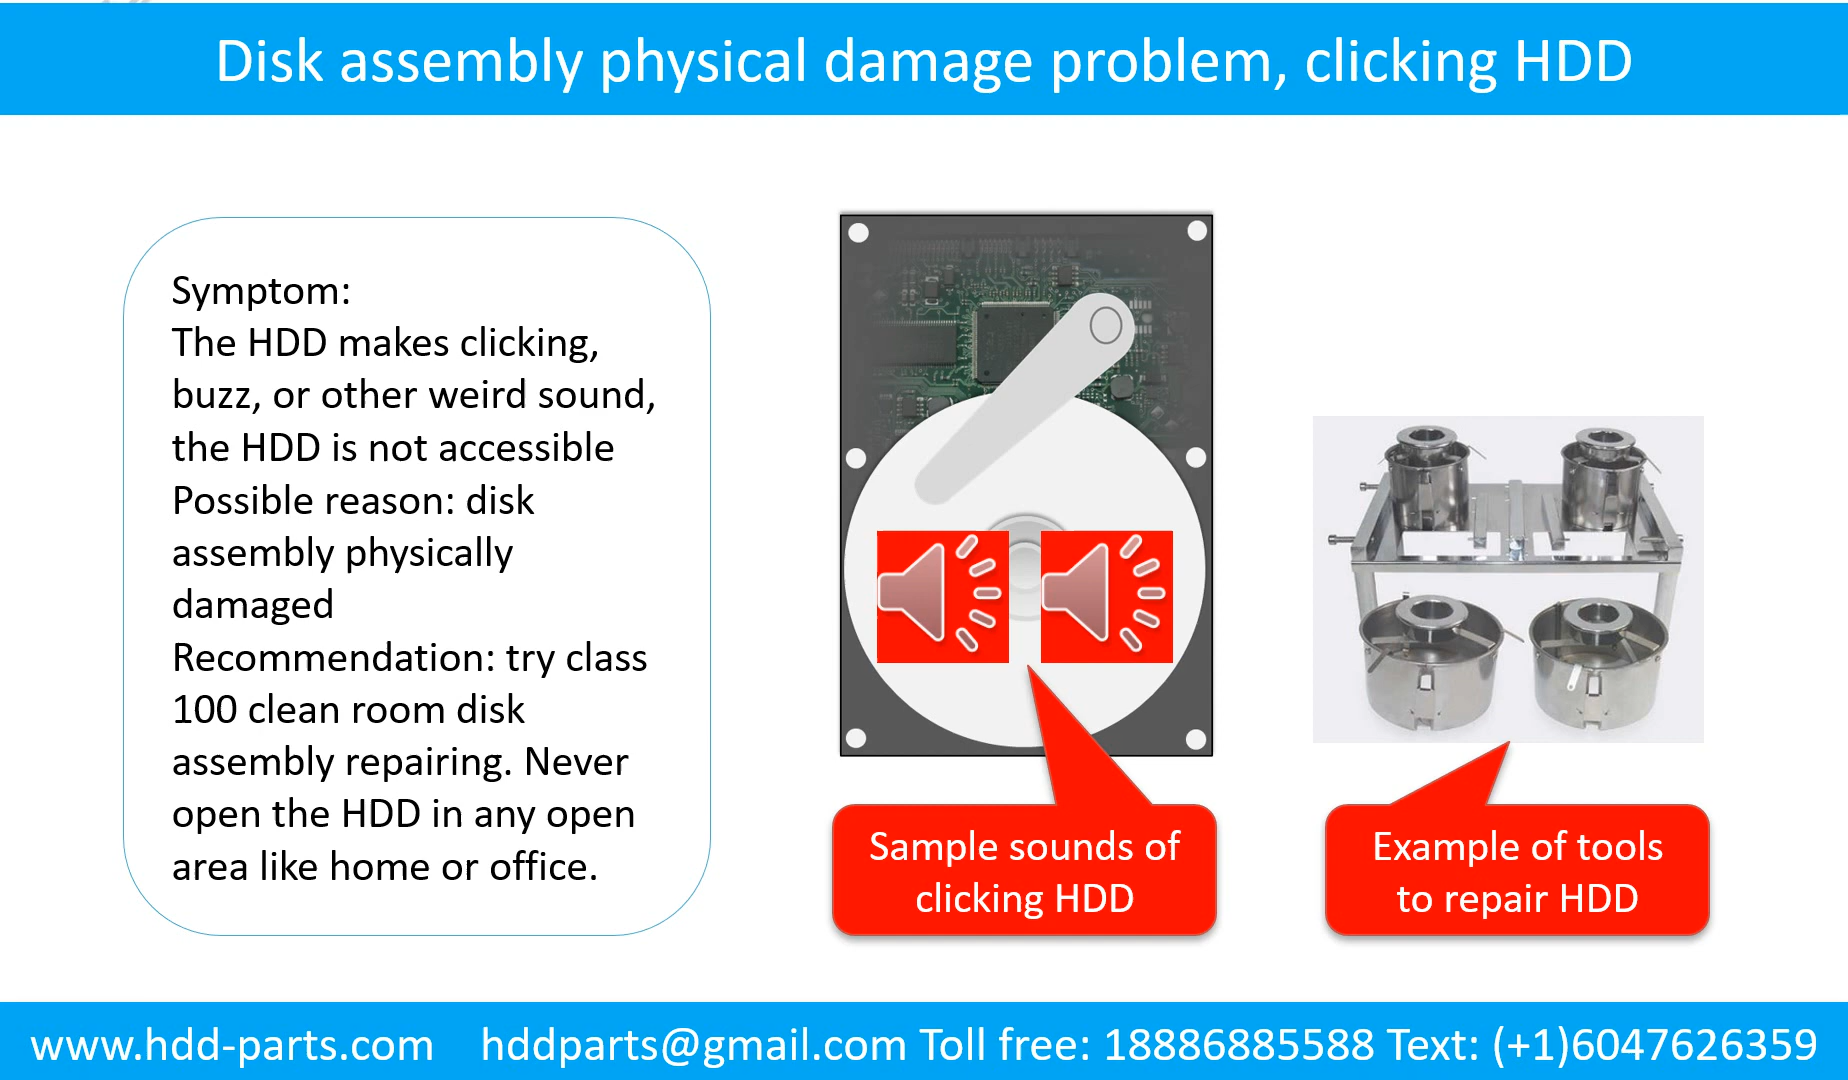 Disk assembly physical damage problem, clicking HDD
Symptom:
The HDD makes clicking,
buzz, or other weird sound,
the HDD is not accessible
Possible reason: disk
assembly physically
damaged
Recommendation: try class
100 clean room disk
assembly repairing. Never
open the HDD in any open
area like home or office.
Sample sounds of
clicking HDD
Example of tools
to repair HDD
www.hdd-parts.com hddparts@gmail.com Toll free: 18886885588 Text: (+1)6047626359